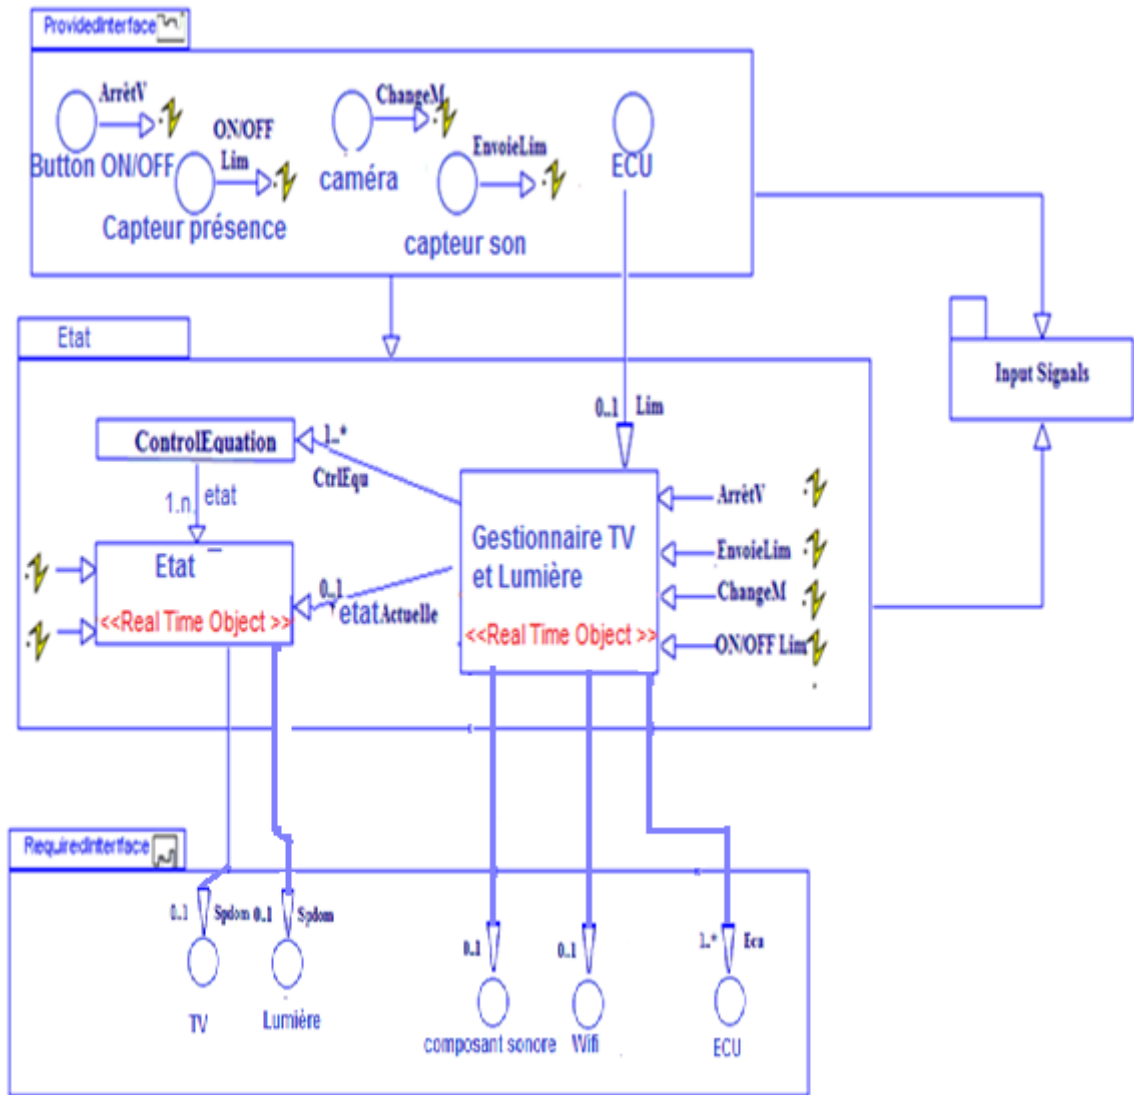 ProvidedInterface
ArrètV
ChangeM
ON/OFF
Lim
EnvoieLim
Button ON/OFF
caméra
ECU
Capteur présence
capteur son
Etat
Input Signals
0..1 Lim
ControlEquation
1..*
CtrlEqu
1.n. etat
ArrètV
Gestionnaire TV
et Lumière
EnvoieLim
Etat _
0..1
ChangeM
etatActuelle
<<Real Time Object >>
<<Real Time Object >>
ON/OFF Lim
RequiredInterface
0..1 Spdom
0..1 Spdom
0..1
0..1
1..* Ecu
TV
Lumière
composant sonore
Wifi
ECU